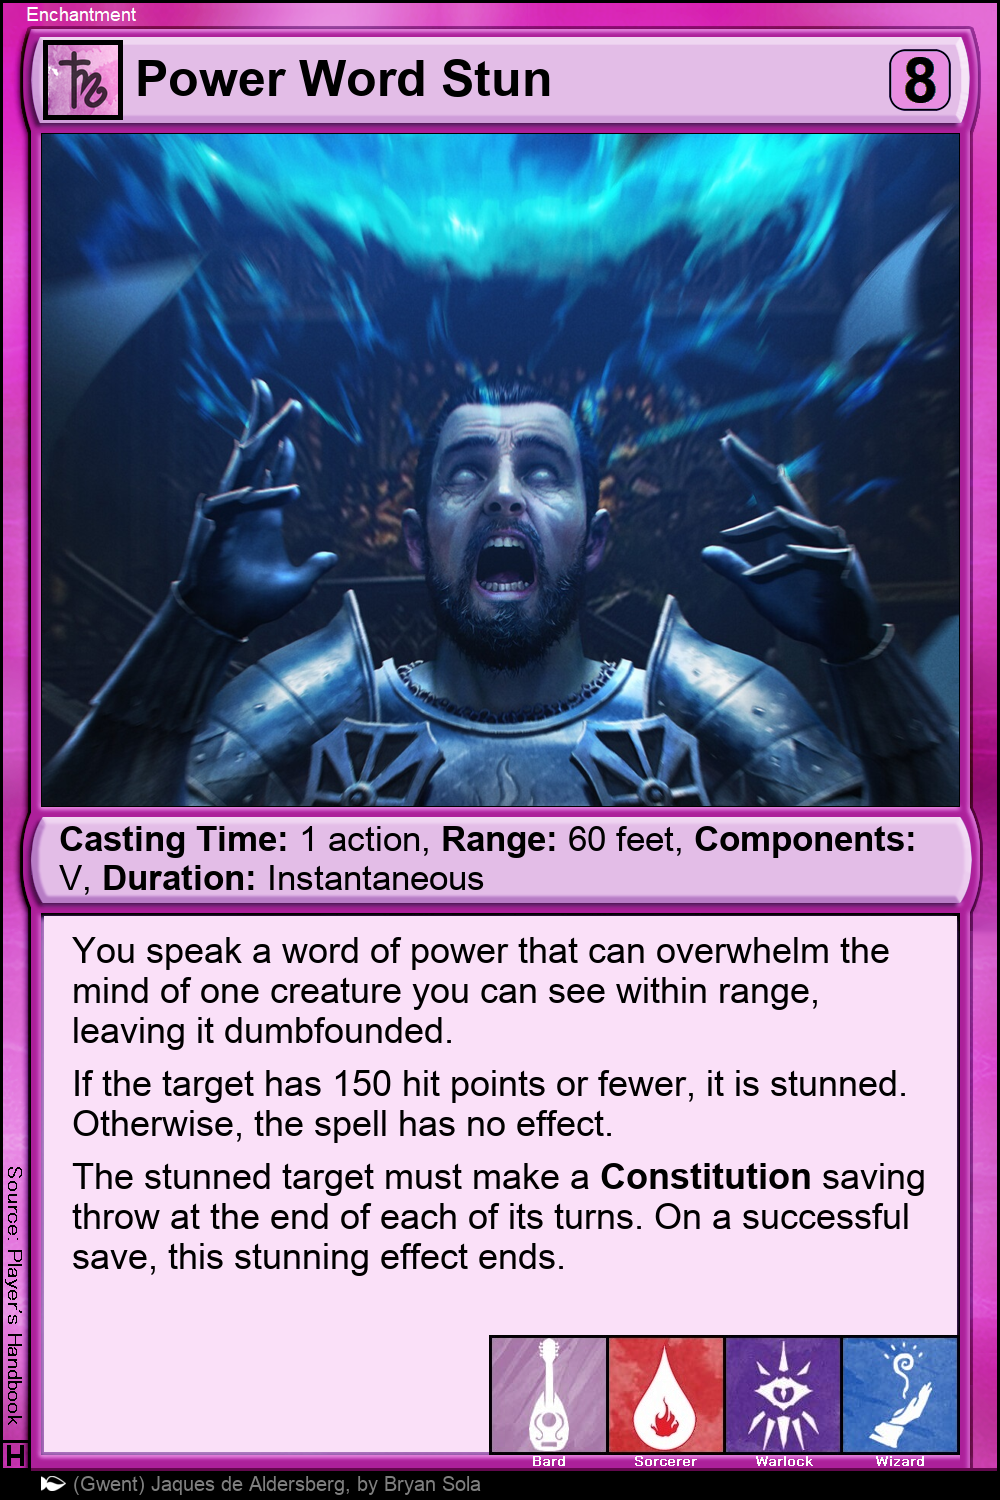 Enchantment
Power Word Stun
8
Casting Time: 1 action, Range: 60 feet, Components:
V, Duration: Instantaneous
You speak a word of power that can overwhelm the
mind of one creature you can see within range,
leaving it dumbfounded.
If the target has 150 hit points or fewer, it is stunned.
Otherwise, the spell has no effect.
The stunned target must make a Constitution saving
throw at the end of each of its turns. On a successful
save, this stunning effect ends.
Bard
Sorcerer
Warlock
Wizard
Source: Player's Handbook
H
(Gwent) Jaques de Aldersberg, by Bryan Sola